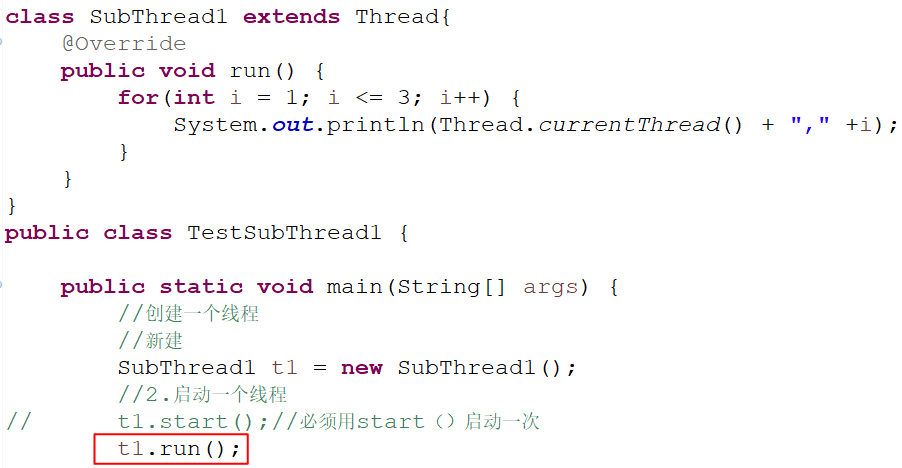 class SubThread1 extends Thread{
    @Override
    public void run() {
        for(int i = 1; i <= 3; i++) {
            System.out.println(Thread.currentThread() + "," +i);
        }
    }
}
public class TestSubThread1 {

    public static void main(String[] args) {
        //创建一个线程
        //新建
        SubThread1 t1 = new SubThread1();
        //2.启动一个线程
//      t1.start();//必须用start（）启动一次
        t1.run();